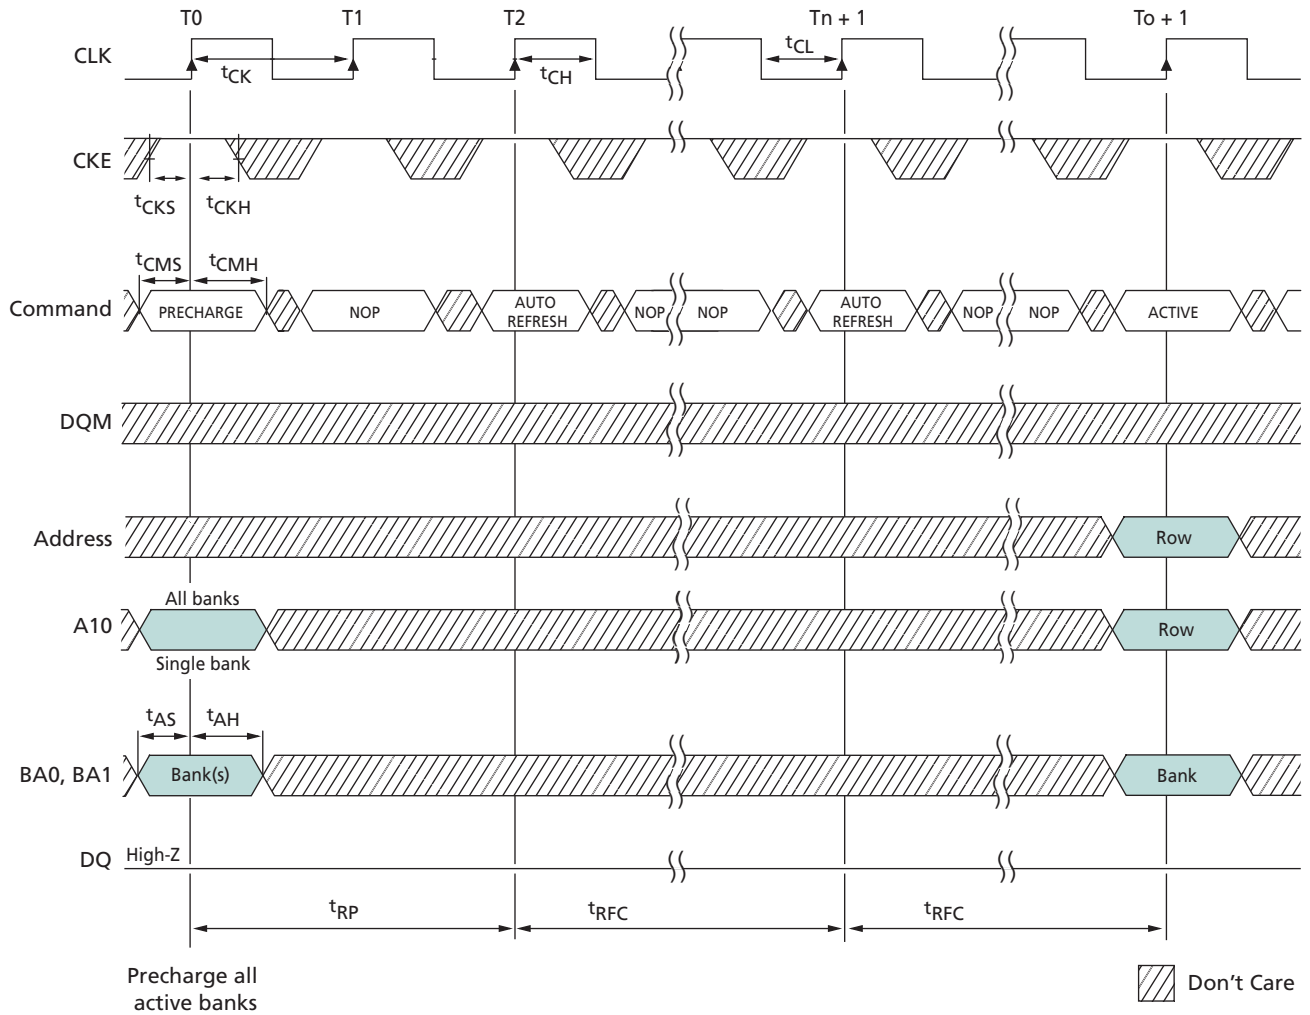 T0 T1 T2 Tn + 1 To + 1
CLK
tCK tCH tCL
CKE
tCKS tCKH
tCMS tCMH
Command PRECHARGE NOP AUTO REFRESH NOP NOP AUTO REFRESH NOP NOP ACTIVE
DQM
Address Row
All banks
A10 Row
Single bank
tAS tAH
BA0, BA1 Bank(s) Bank
DQ High-Z
tRP tRFC tRFC
Precharge all
active banks
Don't Care